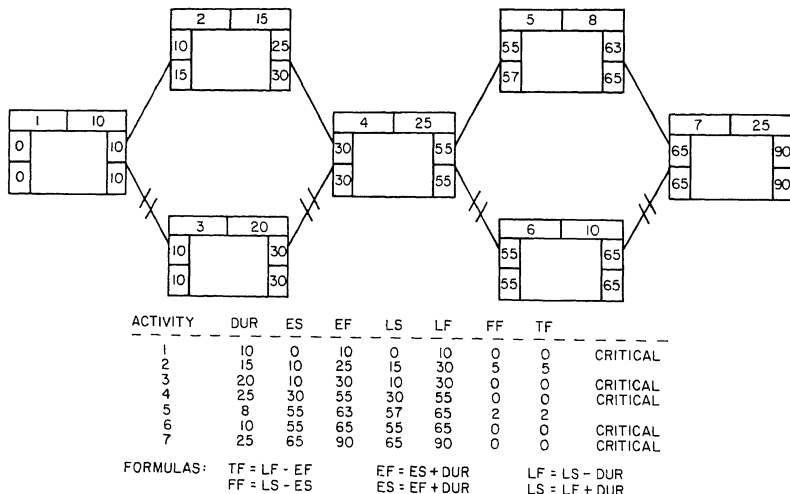 1 10
0 10
0 10
2 15
10 25
15 30
3 20
10 30
10 30
4 25
30 55
30 55
5 8
55 63
57 65
6 10
55 65
55 65
7 25
65 90
65 90
ACTIVITY DUR ES EF LS LF FF TF
1 10 0 10 0 10 0 0 CRITICAL
2 15 10 25 15 30 5 5
3 20 10 30 10 30 0 0 CRITICAL
4 25 30 55 30 55 0 0 CRITICAL
5 8 55 63 57 65 2 2
6 10 55 65 55 65 0 0 CRITICAL
7 25 65 90 65 90 0 0 CRITICAL
FORMULAS: TF = LF - EF EF = ES + DUR LF = LS - DUR
FF = LS - ES ES = EF + DUR LS = LF + DUR